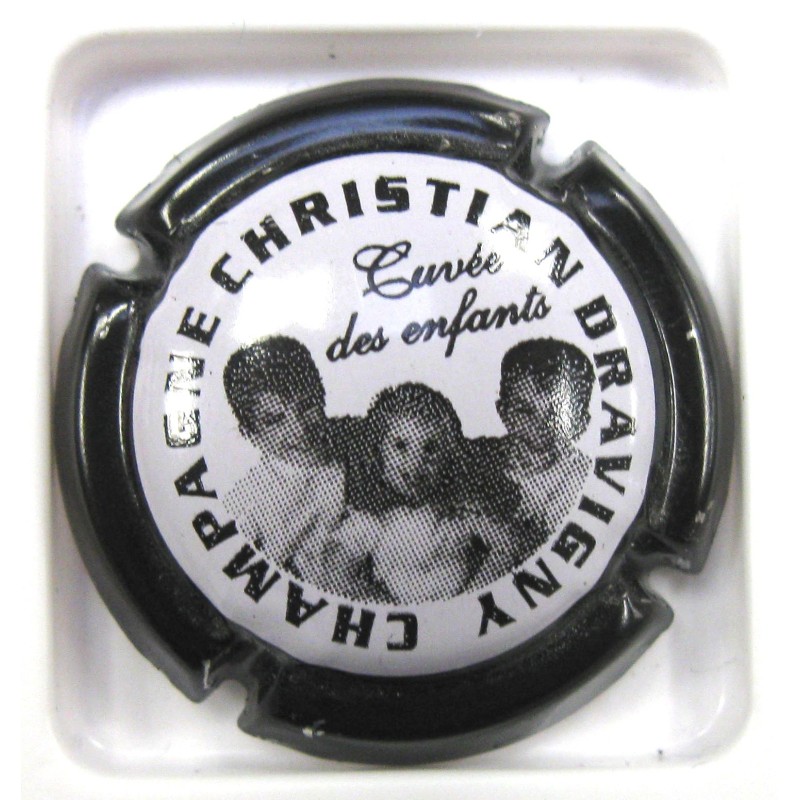 CHAMPAGNE CHRISTIAN DRAVIGNY
Cuvée
des enfants